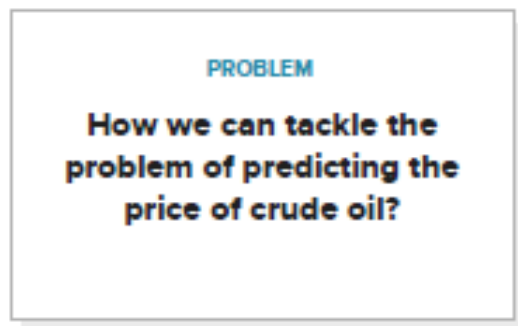 PROBLEM
How we can tackle the
problem of predicting the
price of crude oil?